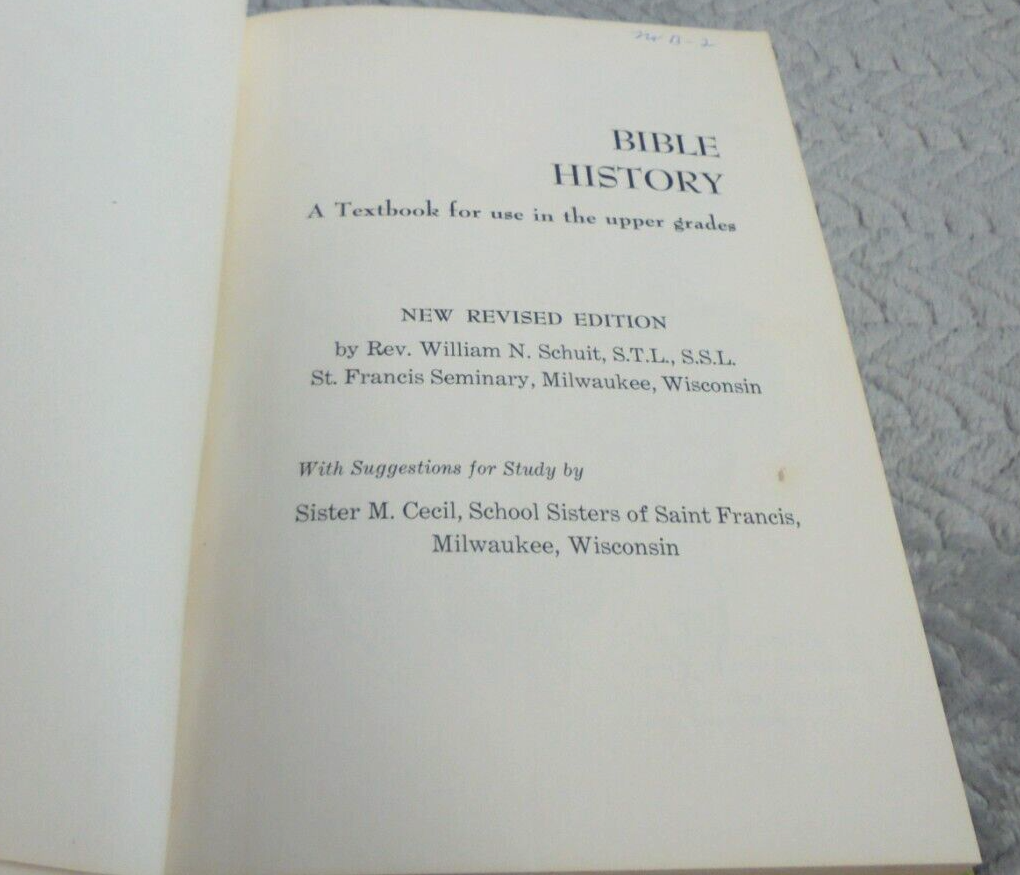 BIBLE
HISTORY
A Textbook for use in the upper grades
NEW REVISED EDITION
by Rev. William N. Schuit, S.T.L., S.S.L.
St. Francis Seminary, Milwaukee, Wisconsin
With Suggestions for Study by
Sister M. Cecil, School Sisters of Saint Francis,
Milwaukee, Wisconsin